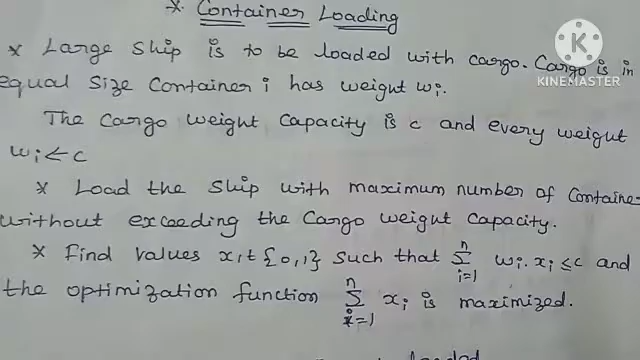 * Container Loading
* Large ship is to be loaded with cargo. Cargo is in
equal size Container i has weight wi.
The Cargo weight Capacity is c and every weight
wi < c
* Load the ship with maximum number of Containe
without exceeding the Cargo weight capacity.
* Find values x, t {0,1} such that n∑i=1 wi.xi ≤ c and
the optimization function n∑i=1 xi is maximized.
loaded
K
KINEMASTER